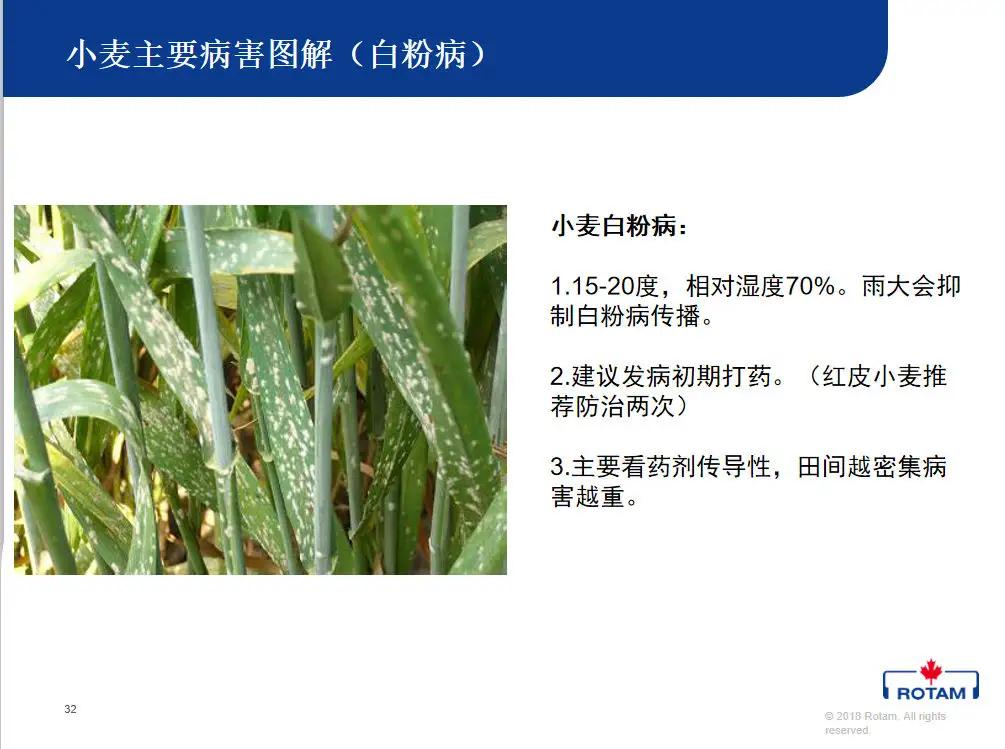 小麦主要病害图解（白粉病）
小麦白粉病：
1.15-20度，相对湿度70%。雨大会抑
制白粉病传播。
2.建议发病初期打药。（红皮小麦推
荐防治两次）
3.主要看药剂传导性，田间越密集病
害越重。
32
ROTAM
© 2018 Rotam. All rights
reserved.